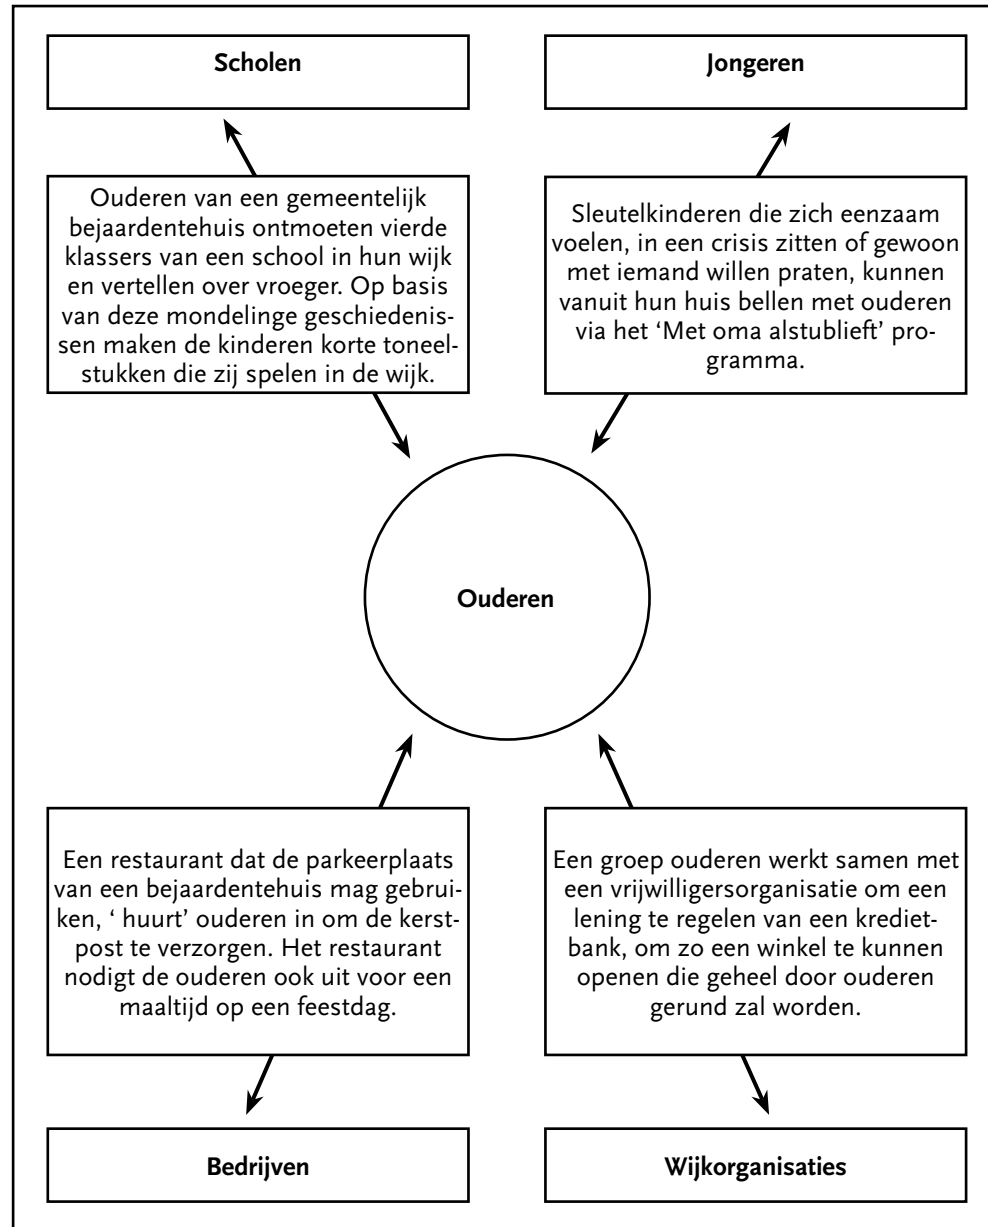 Scholen
Jongeren
Ouderen van een gemeentelijk
bejaardentehuis ontmoeten vierde
klassers van een school in hun wijk
en vertellen over vroeger. Op basis
van deze mondelinge geschiedenis-
sen maken de kinderen korte toneel-
stukken die zij spelen in de wijk.
Sleutelkinderen die zich eenzaam
voelen, in een crisis zitten of gewoon
met iemand willen praten, kunnen
vanuit hun huis bellen met ouderen
via het ‘Met oma alstublieft’ pro-
gramma.
Ouderen
Een restaurant dat de parkeerplaats
van een bejaardentehuis mag gebrui-
ken, ‘ huurt’ ouderen in om de kerst-
post te verzorgen. Het restaurant
nodigt de ouderen ook uit voor een
maaltijd op een feestdag.
Een groep ouderen werkt samen met
een vrijwilligersorganisatie om een
lening te regelen van een krediet-
bank, om zo een winkel te kunnen
openen die geheel door ouderen
gerund zal worden.
Bedrijven
Wijkorganisaties